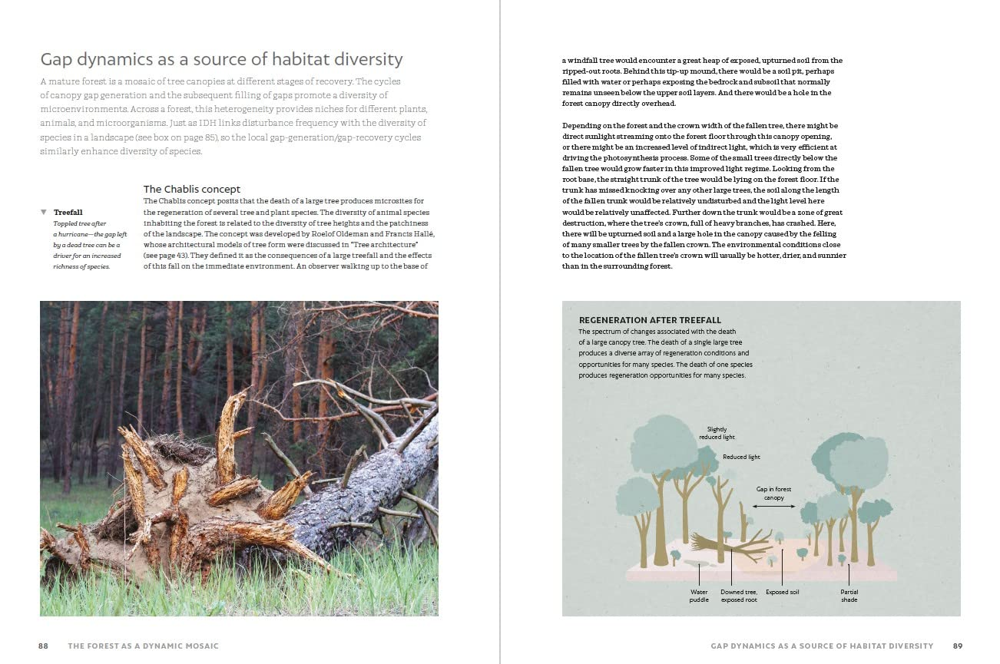 Gap dynamics as a source of habitat diversity
A mature forest is a mosaic of tree canopies at different stages of recovery. The cycles
of canopy gap generation and the subsequent filling of gaps promote a diversity of
microenvironments. Across a forest, this heterogeneity provides niches for different plants,
animals, and microorganisms. Just as IDH links disturbance frequency with the diversity of
species in a landscape (see box on page 85), so the local gap-generation/gap-recovery cycles
similarly enhance diversity of species.
▼ Treefall
Toppled tree after
a hurricane—the gap left
by a dead tree can be a
driver for an increased
richness of species.
The Chablis concept
The Chablis concept posits that the death of a large tree produces microsites for
the regeneration of several tree and plant species. The diversity of animal species
inhabiting the forest is related to the diversity of tree heights and the patchiness
of the landscape. The concept was developed by Roelof Oldeman and Francis Hallé,
whose architectural models of tree form were discussed in “Tree architecture”
(see page 43). They defined it as the consequences of a large treefall and the effects
of this fall on the immediate environment. An observer walking up to the base of
88 THE FOREST AS A DYNAMIC MOSAIC
a windfall tree would encounter a great heap of exposed, upturned soil from the
ripped-out roots. Behind this tip-up mound, there would be a soil pit, perhaps
filled with water or perhaps exposing the bedrock and subsoil that normally
remains unseen below the upper soil layers. And there would be a hole in the
forest canopy directly overhead.
Depending on the forest and the crown width of the fallen tree, there might be
direct sunlight streaming onto the forest floor through this canopy opening,
or there might be an increased level of indirect light, which is very efficient at
driving the photosynthesis process. Some of the small trees directly below the
fallen tree would grow faster in this improved light regime. Looking from the
root base, the straight trunk of the tree would be lying on the forest floor. If the
trunk has missed knocking over any other large trees, the soil along the length
of the fallen trunk would be relatively undisturbed and the light level here
would be relatively unaffected. Further down the trunk would be a zone of great
destruction, where the tree’s crown, full of heavy branches, has crashed. Here,
there will be upturned soil and a large hole in the canopy caused by the felling
of many smaller trees by the fallen crown. The environmental conditions close
to the location of the fallen tree’s crown will usually be hotter, drier, and sunnier
than in the surrounding forest.
REGENERATION AFTER TREEFALL
The spectrum of changes associated with the death
of a large canopy tree. The death of a single large tree
produces a diverse array of regeneration conditions and
opportunities for many species. The death of one species
produces regeneration opportunities for many species.
Slightly
reduced light
Reduced light
Gap in forest
canopy
Water
puddle
Downed tree,
exposed root
Exposed soil
Partial
shade
GAP DYNAMICS AS A SOURCE OF HABITAT DIVERSITY 89